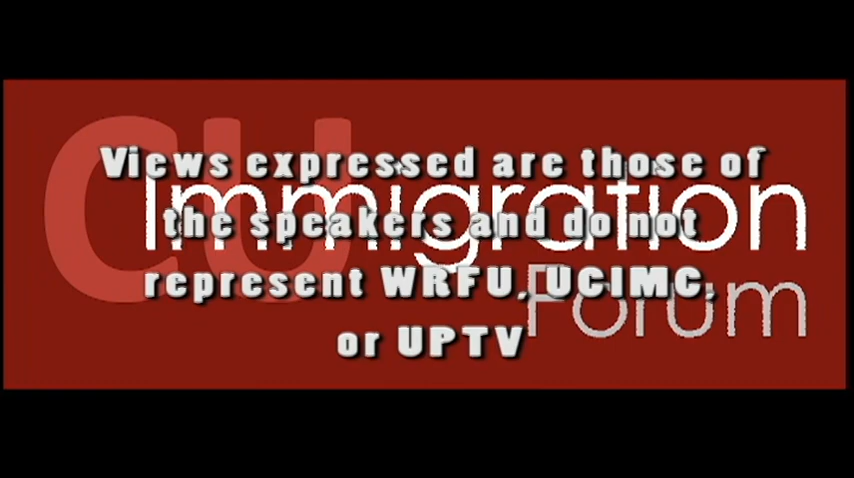 CU
Immigration
Forum
Views expressed are those of
the speakers and do not
represent WRFU, UCIMC,
or UPTV